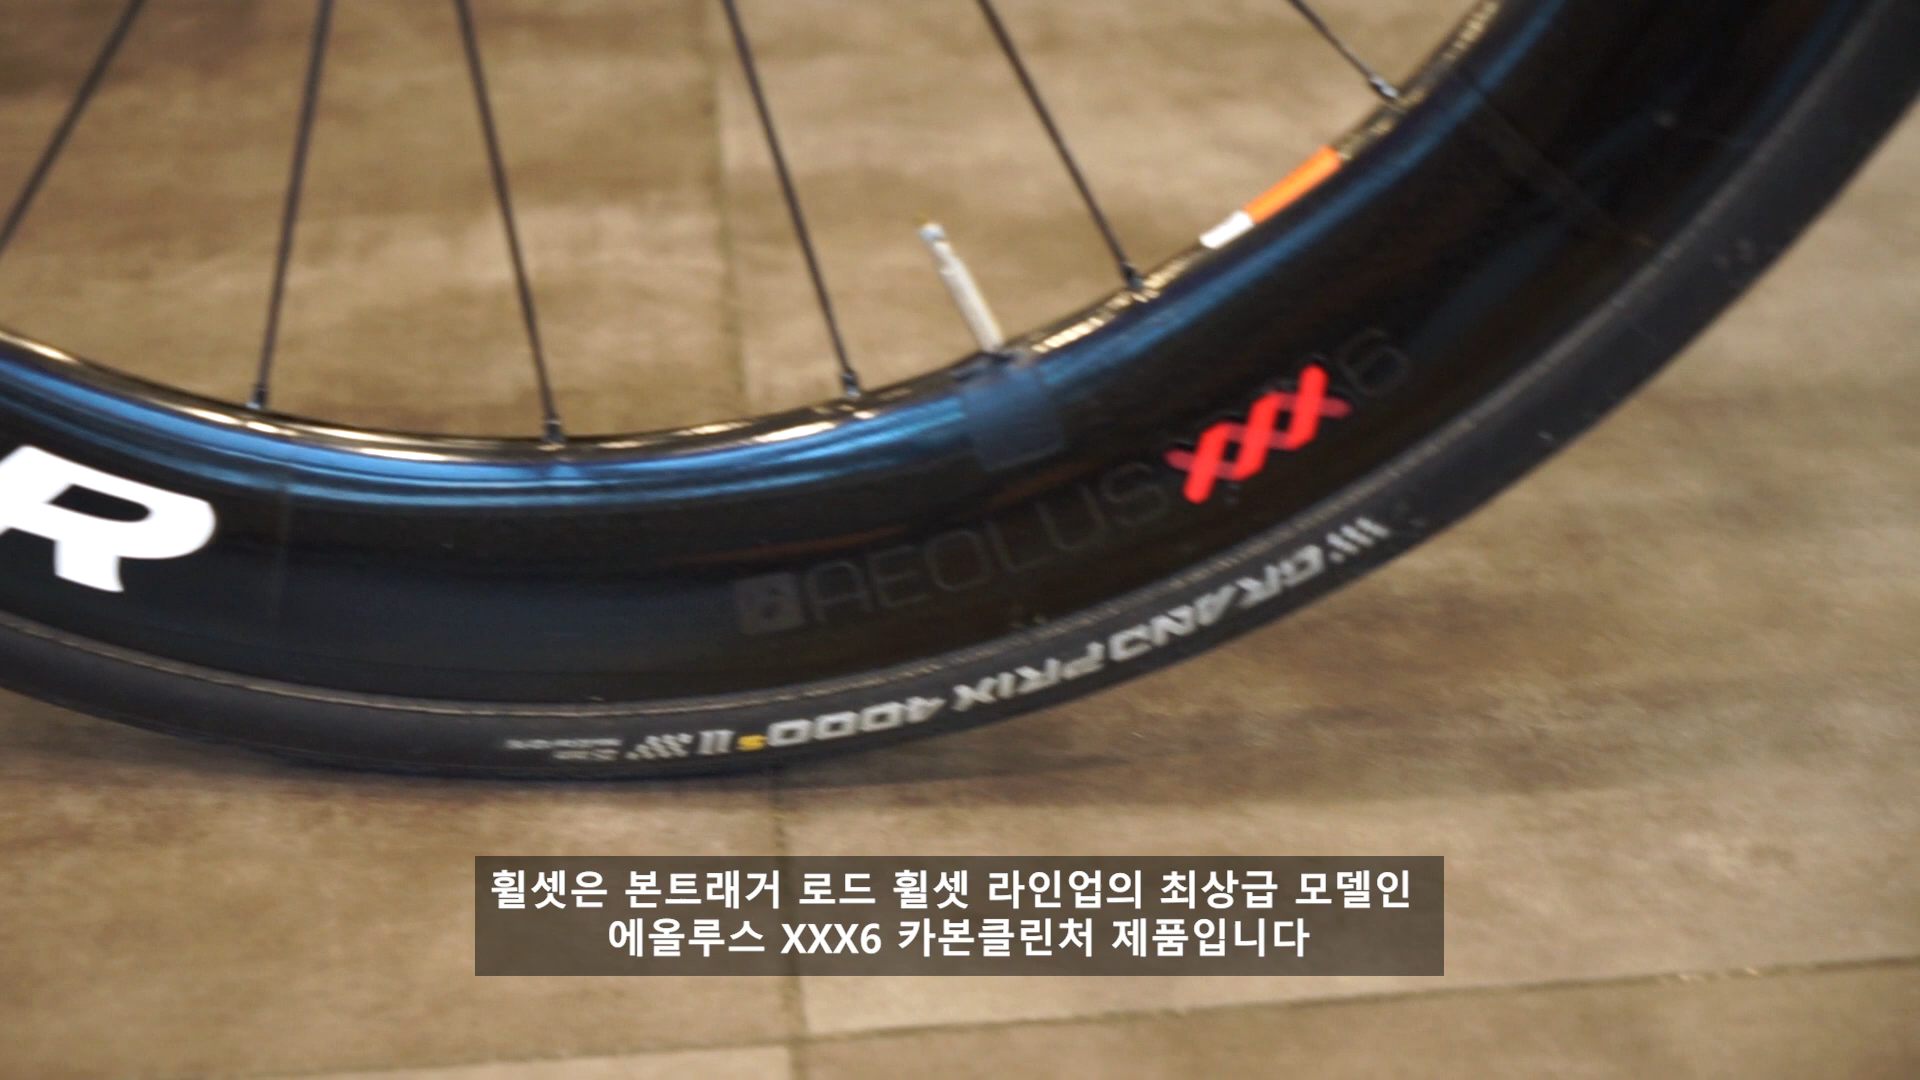 R
AEOLUS XXX6
GRAND PRIX 4000 S II
휠셋은 본트래거 로드 휠셋 라인업의 최상급 모델인
에올루스 XXX6 카본클린처 제품입니다